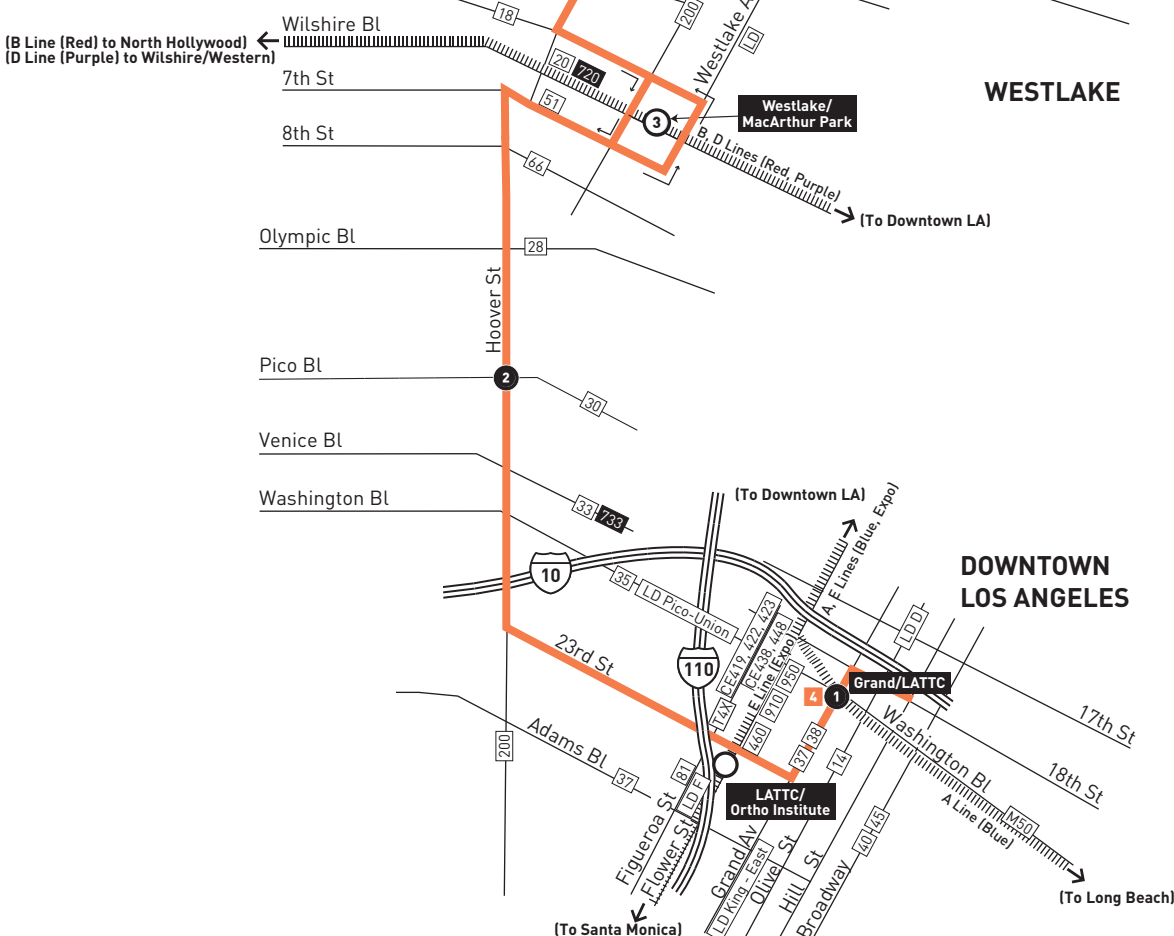 18
200
Westlake A
LD
Wilshire Bl
(B Line (Red) to North Hollywood)
(D Line (Purple) to Wilshire/Western)
20 720
WESTLAKE
7th St
51
Westlake/
MacArthur Park
3
8th St
B, D Lines (Red, Purple)
66
(To Downtown LA)
Olympic Bl
28
Hoover St
Pico Bl
2
30
Venice Bl
Washington Bl
33 733
(To Downtown LA)
A, E Lines (Blue, Expo)
10
DOWNTOWN
LOS ANGELES
35
LD Pico-Union
CE419, 422, 423
CE438, 448
LD D
23rd St
E Line (Expo)
110
Grand/LATTC
T4X
460
910 950
4
1
17th St
Washington Bl
200
Adams Bl
37
38
37
14
18th St
81
LD F
LATTC/
Ortho Institute
A Line (Blue)
M50
Figueroa St
Flower St
Grand Av
LD King - East
Olive St
Hill St
Broadway
40 45
(To Long Beach)
(To Santa Monica)